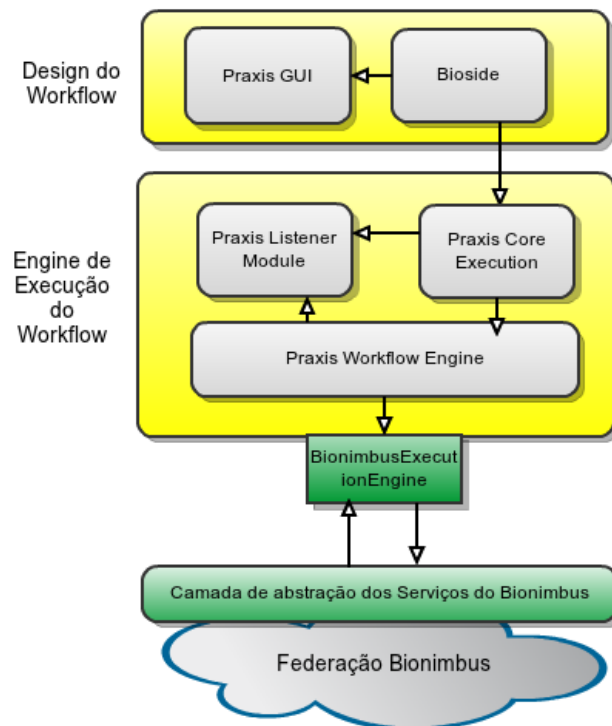 Design do
Workflow
Praxis GUI
Bioside
Engine de
Execução
do
Workflow
Praxis Listener
Module
Praxis Core
Execution
Praxis Workflow Engine
BionimbusExecut
ionEngine
Camada de abstração dos Serviços do Bionimbus
Federação Bionimbus